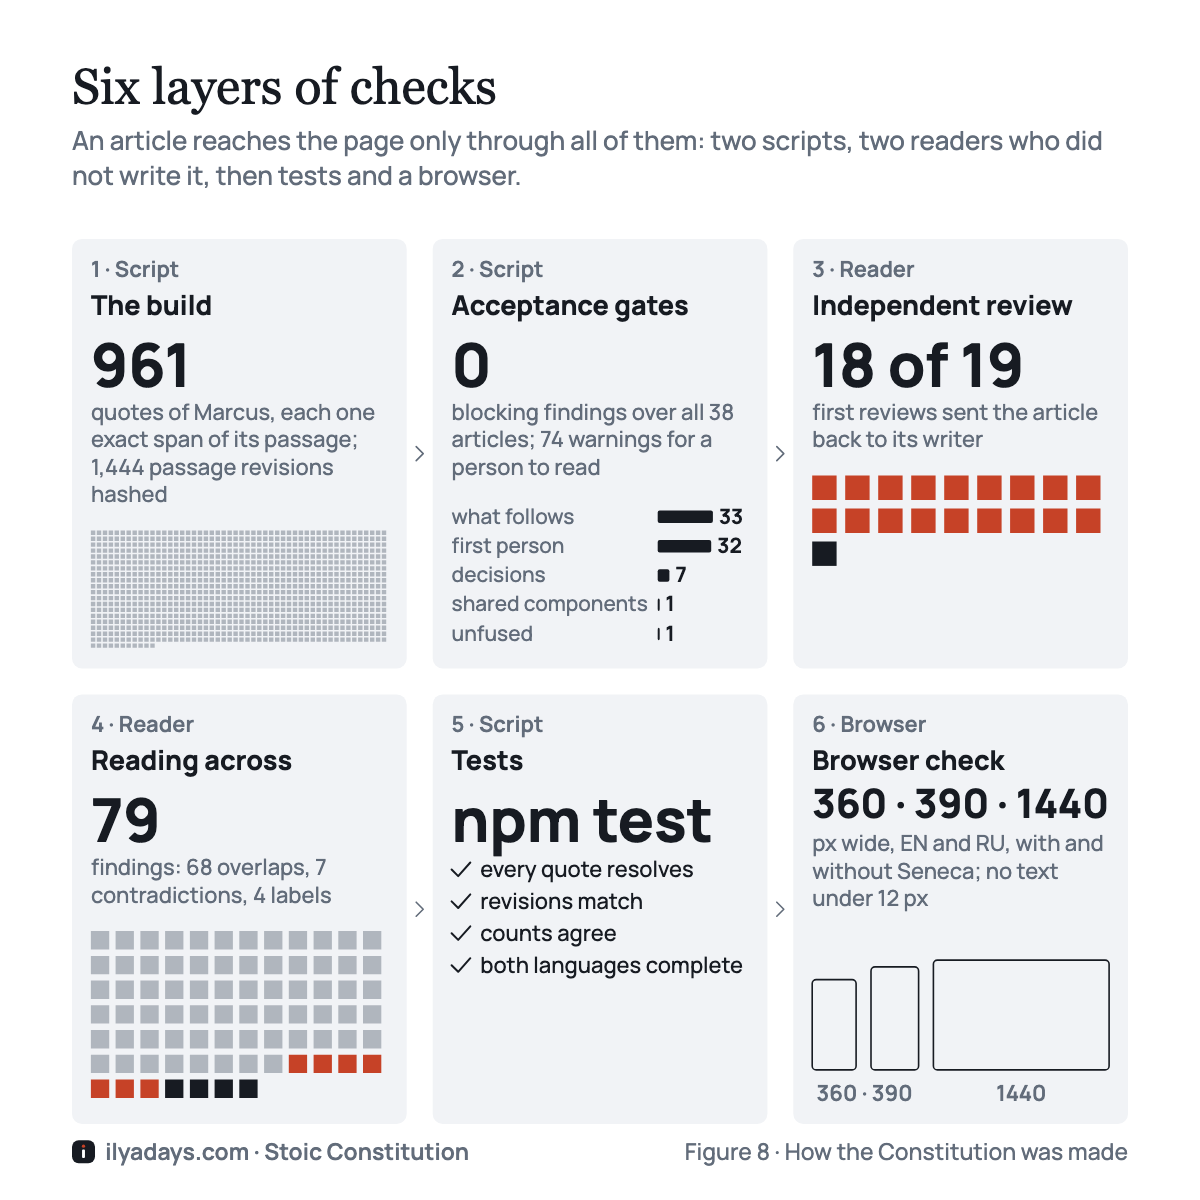 Six layers of checks
An article reaches the page only through all of them: two scripts, two readers who did
not write it, then tests and a browser.
1 · Script
The build
961
quotes of Marcus, each one
exact span of its passage;
1,444 passage revisions
hashed
2 · Script
Acceptance gates
0
blocking findings over all 38
articles; 74 warnings for a
person to read
what follows 33
first person 32
decisions 7
shared components 1
unfused 1
3 · Reader
Independent review
18 of 19
first reviews sent the article
back to its writer
4 · Reader
Reading across
79
findings: 68 overlaps, 7
contradictions, 4 labels
5 · Script
Tests
npm test
every quote resolves
revisions match
counts agree
both languages complete
6 · Browser
Browser check
360 · 390 · 1440
px wide, EN and RU, with and
without Seneca; no text
under 12 px
360 · 390 1440
ilyadays.com · Stoic Constitution
Figure 8 · How the Constitution was made